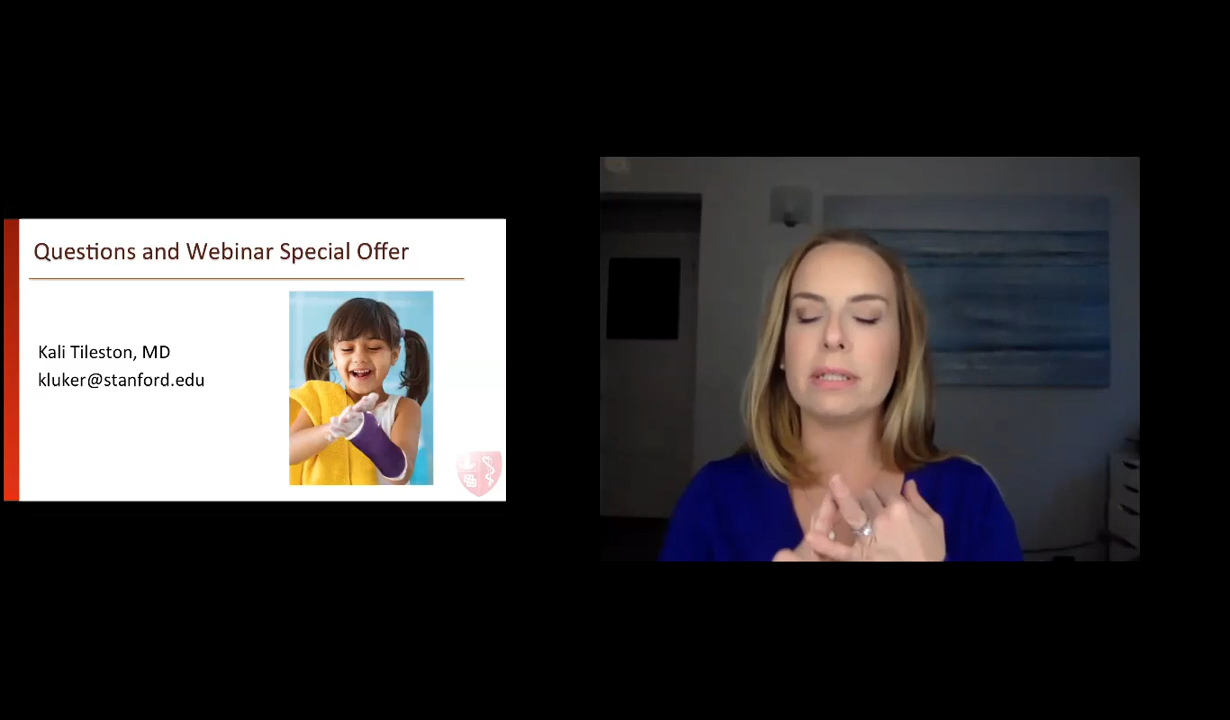 Questions and Webinar Special Offer
Kali Tileston, MD
kluker@stanford.edu